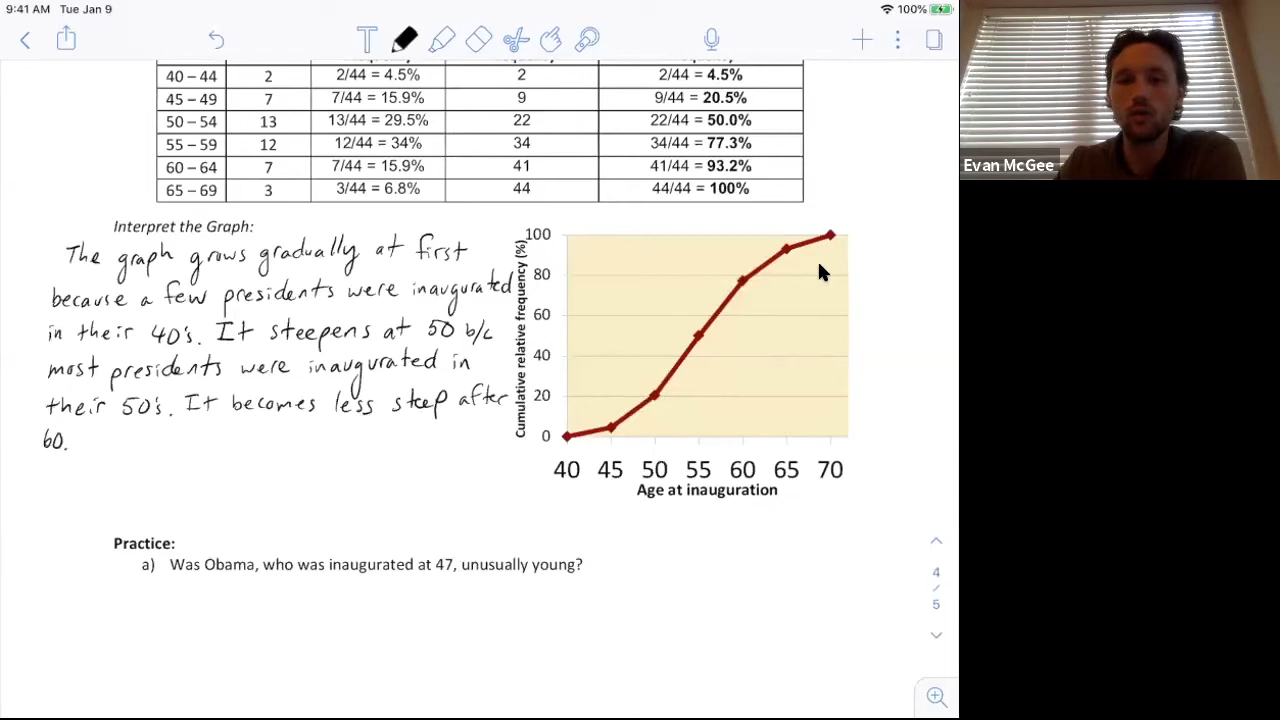 9:41 AM Tue Jan 9
100%
40 – 44 2 2/44 = 4.5% 2 2/44 = 4.5%
45 – 49 7 7/44 = 15.9% 9 9/44 = 20.5%
50 – 54 13 13/44 = 29.5% 22 22/44 = 50.0%
55 – 59 12 12/44 = 34% 34 34/44 = 77.3%
60 – 64 7 7/44 = 15.9% 41 41/44 = 93.2%
65 – 69 3 3/44 = 6.8% 44 44/44 = 100%
Interpret the Graph:
The graph grows gradually at first
because a few presidents were inaugurated
in their 40's. It steepens at 50 b/c
most presidents were inaugurated in
their 50's. It becomes less steep after
60.
Cumulative relative frequency (%)
100
80
60
40
20
0
40 45 50 55 60 65 70
Age at inauguration
Practice:
a) Was Obama, who was inaugurated at 47, unusually young?
4
/
5
T
Evan McGee